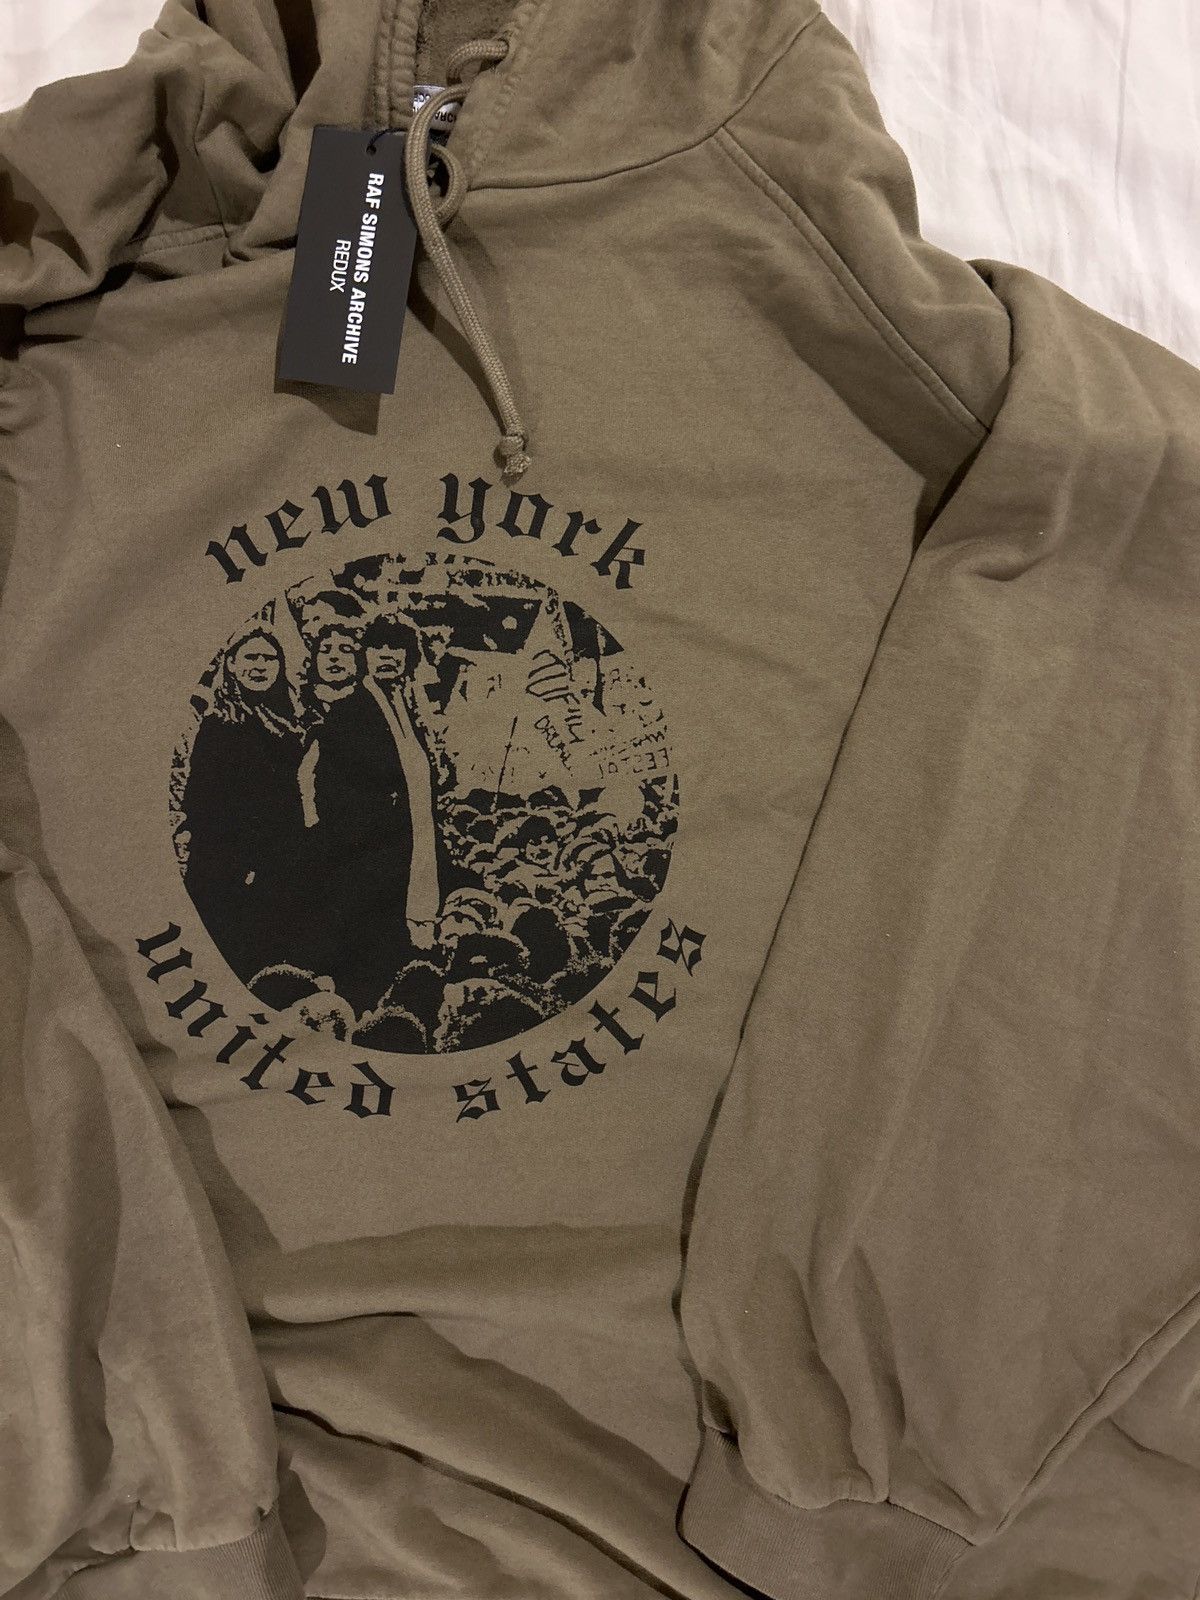 RAF SIMONS ARCHIVE
REDUX
new york
united states